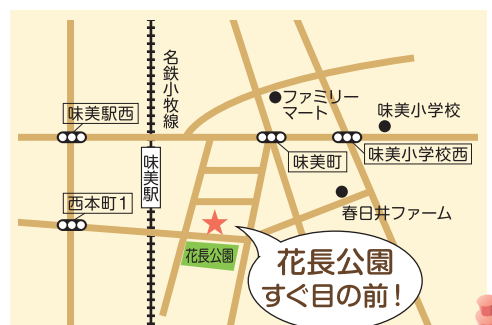 名鉄小牧線
ファミリー
マート
味美小学校
味美駅西
味美駅
味美町
味美小学校西
西本町1
春日井ファーム
花長公園
花長公園
すぐ目の前！